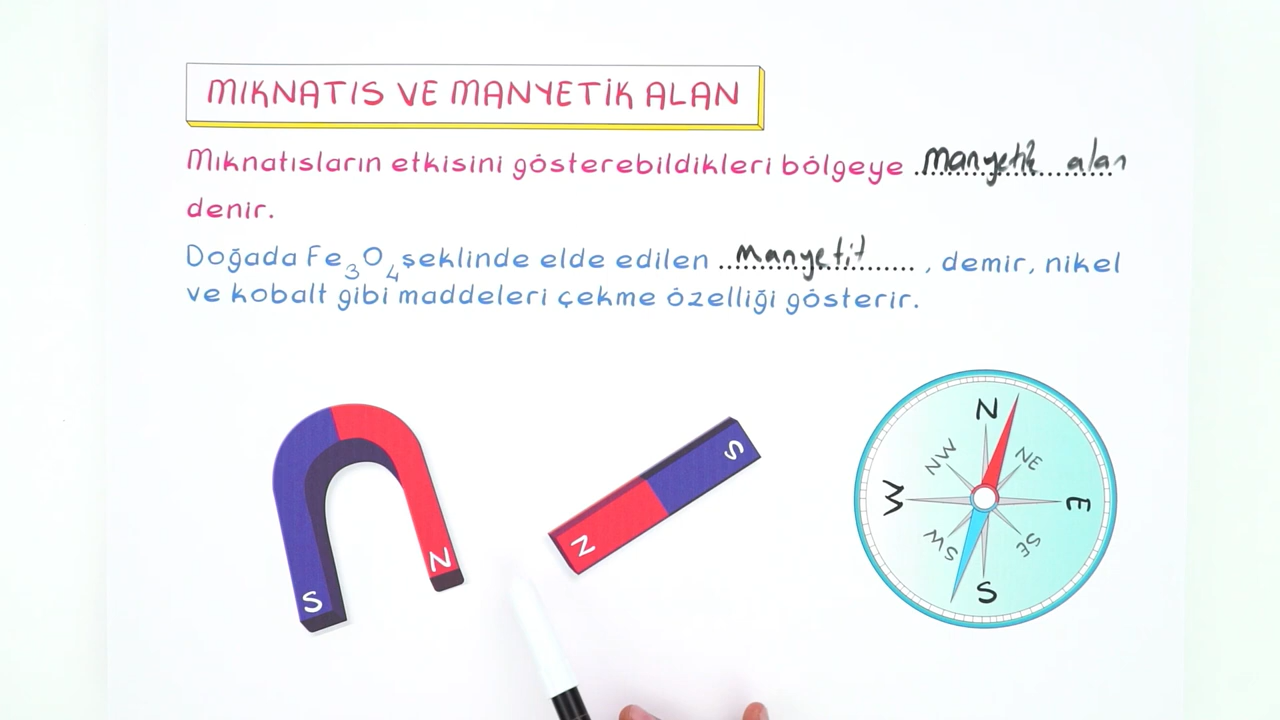 MIKNATIS VE MANYETİK ALAN
Mıknatısların etkisini gösterebildikleri bölgeye manyetik alan
denir.
Doğada Fe₃O₄ şeklinde elde edilen manyetit, demir, nikel
ve kobalt gibi maddeleri çekme özelliği gösterir.
S N
N S
N
NW NE
W E
SW SE
S